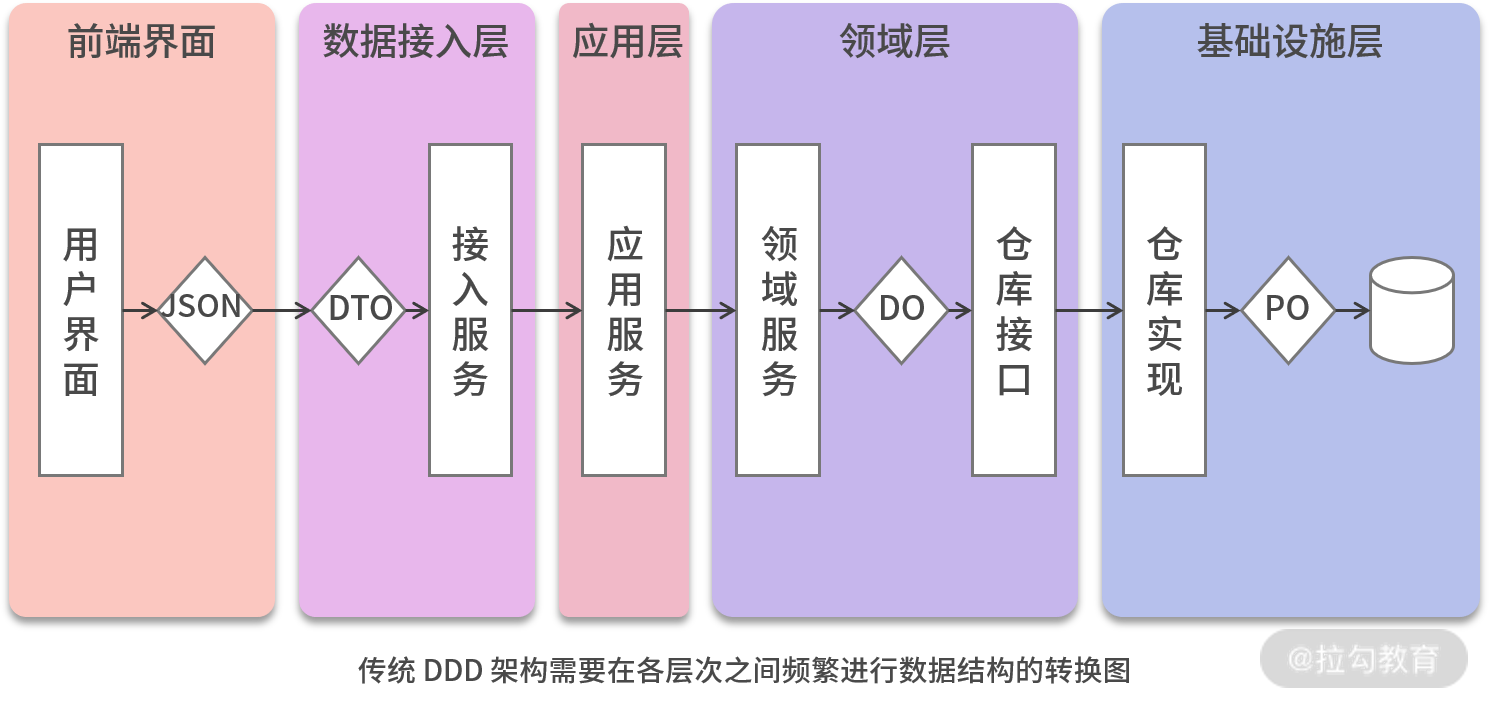 前端界面
数据接入层
应用层
领域层
基础设施层
用户界面
JSON
DTO
接入服务
应用服务
领域服务
DO
仓库接口
仓库实现
PO
传统 DDD 架构需要在各层次之间频繁进行数据结构的转换图
@拉勾教育